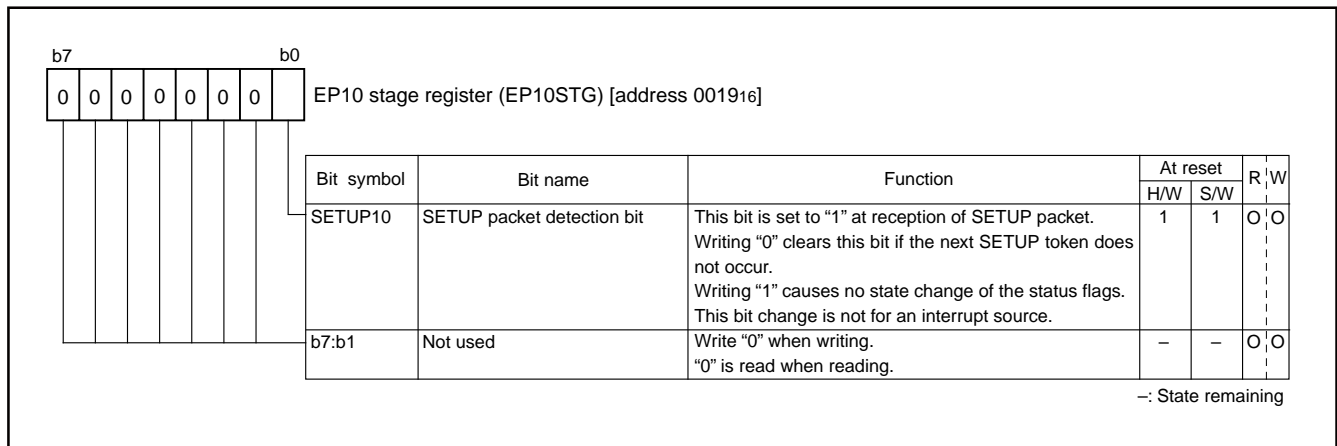 b7 b0
0 0 0 0 0 0 0 EP10 stage register (EP10STG) [address 001916]
Bit symbol Bit name Function At reset R W
H/W S/W
SETUP10 SETUP packet detection bit This bit is set to “1” at reception of SETUP packet. 1 1 O O
Writing “0” clears this bit if the next SETUP token does
not occur.
Writing “1” causes no state change of the status flags.
This bit change is not for an interrupt source.
b7:b1 Not used Write “0” when writing. – – O O
“0” is read when reading.
–: State remaining